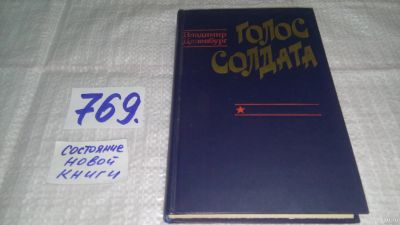 Владимир
ГОЛОС
СОЛДАТА
769.
СОСТОЯНИЕ
НОВОЙ
КНИГИ